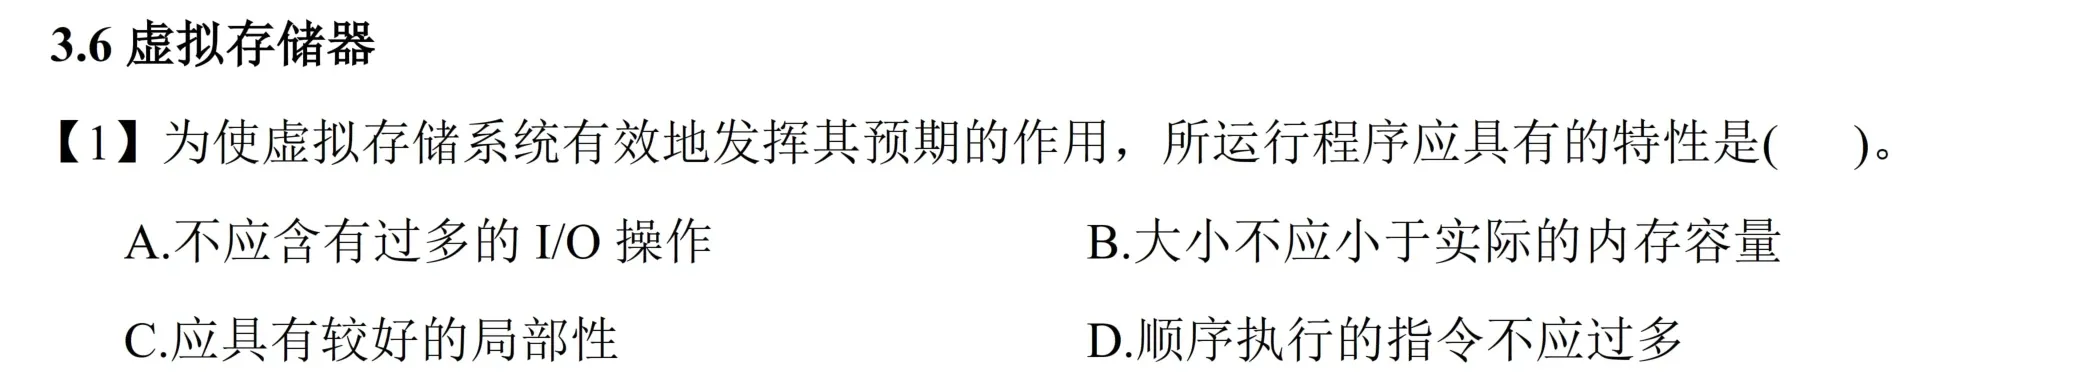 3.6 虚拟存储器
【1】为使虚拟存储系统有效地发挥其预期的作用，所运行程序应具有的特性是(    )。
A.不应含有过多的 I/O 操作    B.大小不应小于实际的内存容量
C.应具有较好的局部性    D.顺序执行的指令不应过多